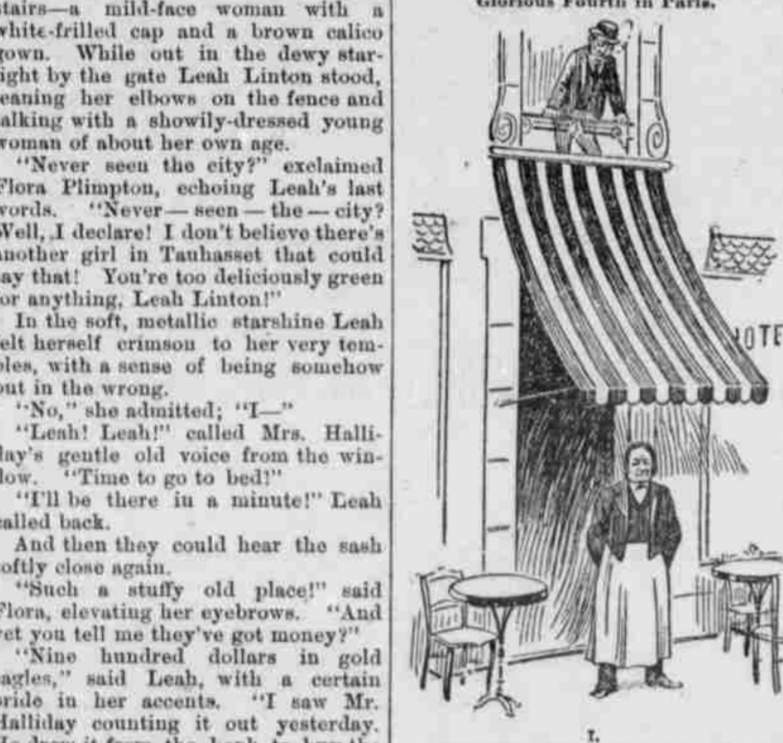 stairs—a mild-face woman with a
white-frilled cap and a brown calico
gown. While out in the dewy star-
light by the gate Leah Linton stood,
leaning her elbows on the fence and
talking with a showily-dressed young
woman of about her own age.
"Never seen the city?" exclaimed
Flora Plimpton, echoing Leah's last
words. "Never—seen—the—city?
Well, I declare! I don't believe there's
another girl in Tauhasset that could
say that! You're too deliciously green
for anything, Leah Linton!"
In the soft, metallic starshine Leah
felt herself crimson to her very tem-
ples, with a sense of being somehow
put in the wrong.
"No," she admitted; "I—"
"Leah! Leah!" called Mrs. Halli-
day's gentle old voice from the win-
dow. "Time to go to bed!"
"I'll be there in a minute!" Leah
called back.
And then they could hear the sash
softly close again.
"Such a stuffy old place!" said
Flora, elevating her eyebrows. "And
yet you tell me they've got money?"
"Nine hundred dollars in gold
eagles," said Leah, with a certain
pride in her accents. "I saw Mr.
Halliday counting it out yesterday.
Glorious Fourth in Paris.
HOTE
I.